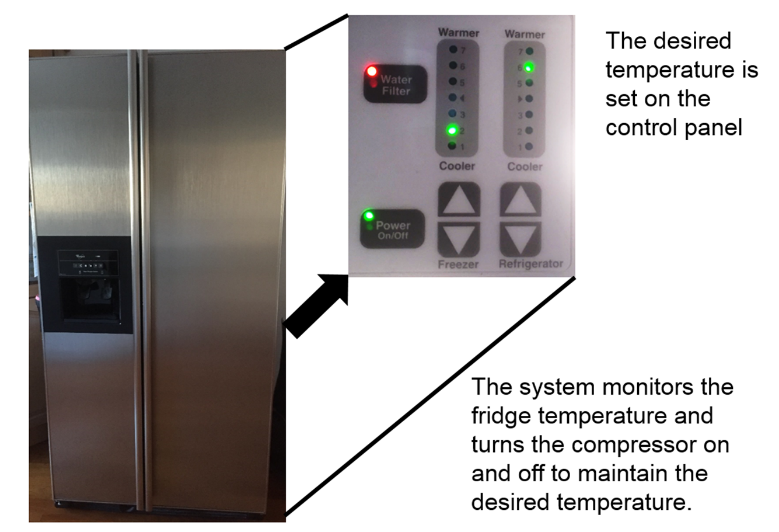 Warmer Warmer
7 7
6 6
5 5
4
3 3
2 2
1 1
Cooler Cooler
Water
Filter
Power
On/Off
Freezer Refrigerator
The desired
temperature is
set on the
control panel
The system monitors the
fridge temperature and
turns the compressor on
and off to maintain the
desired temperature.